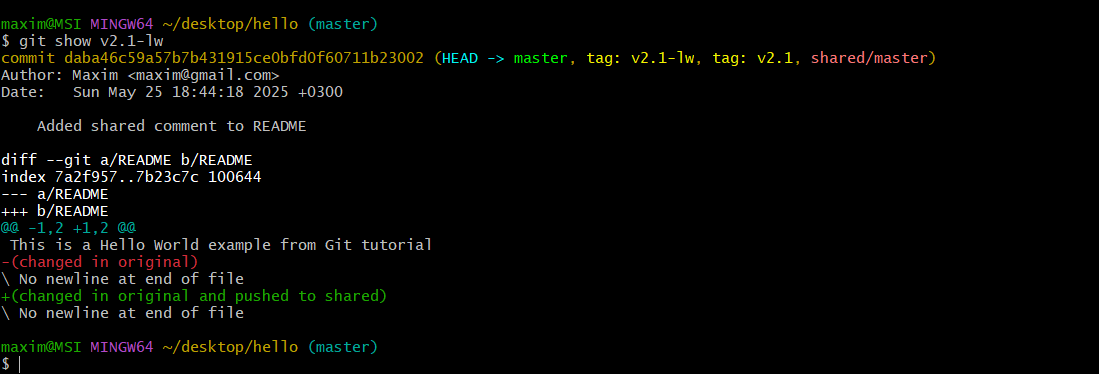 maxim@MSI MINGW64 ~/desktop/hello (master)
$ git show v2.1-lw
commit daba46c59a57b7b431915ce0bfd0f60711b23002 (HEAD -> master, tag: v2.1-lw, tag: v2.1, shared/master)
Author: Maxim <maxim@gmail.com>
Date:   Sun May 25 18:44:18 2025 +0300

    Added shared comment to README

diff --git a/README b/README
index 7a2f957..7b23c7c 100644
--- a/README
+++ b/README
@@ -1,2 +1,2 @@
 This is a Hello World example from Git tutorial
-(changed in original)
\ No newline at end of file
+(changed in original and pushed to shared)
\ No newline at end of file

maxim@MSI MINGW64 ~/desktop/hello (master)
$